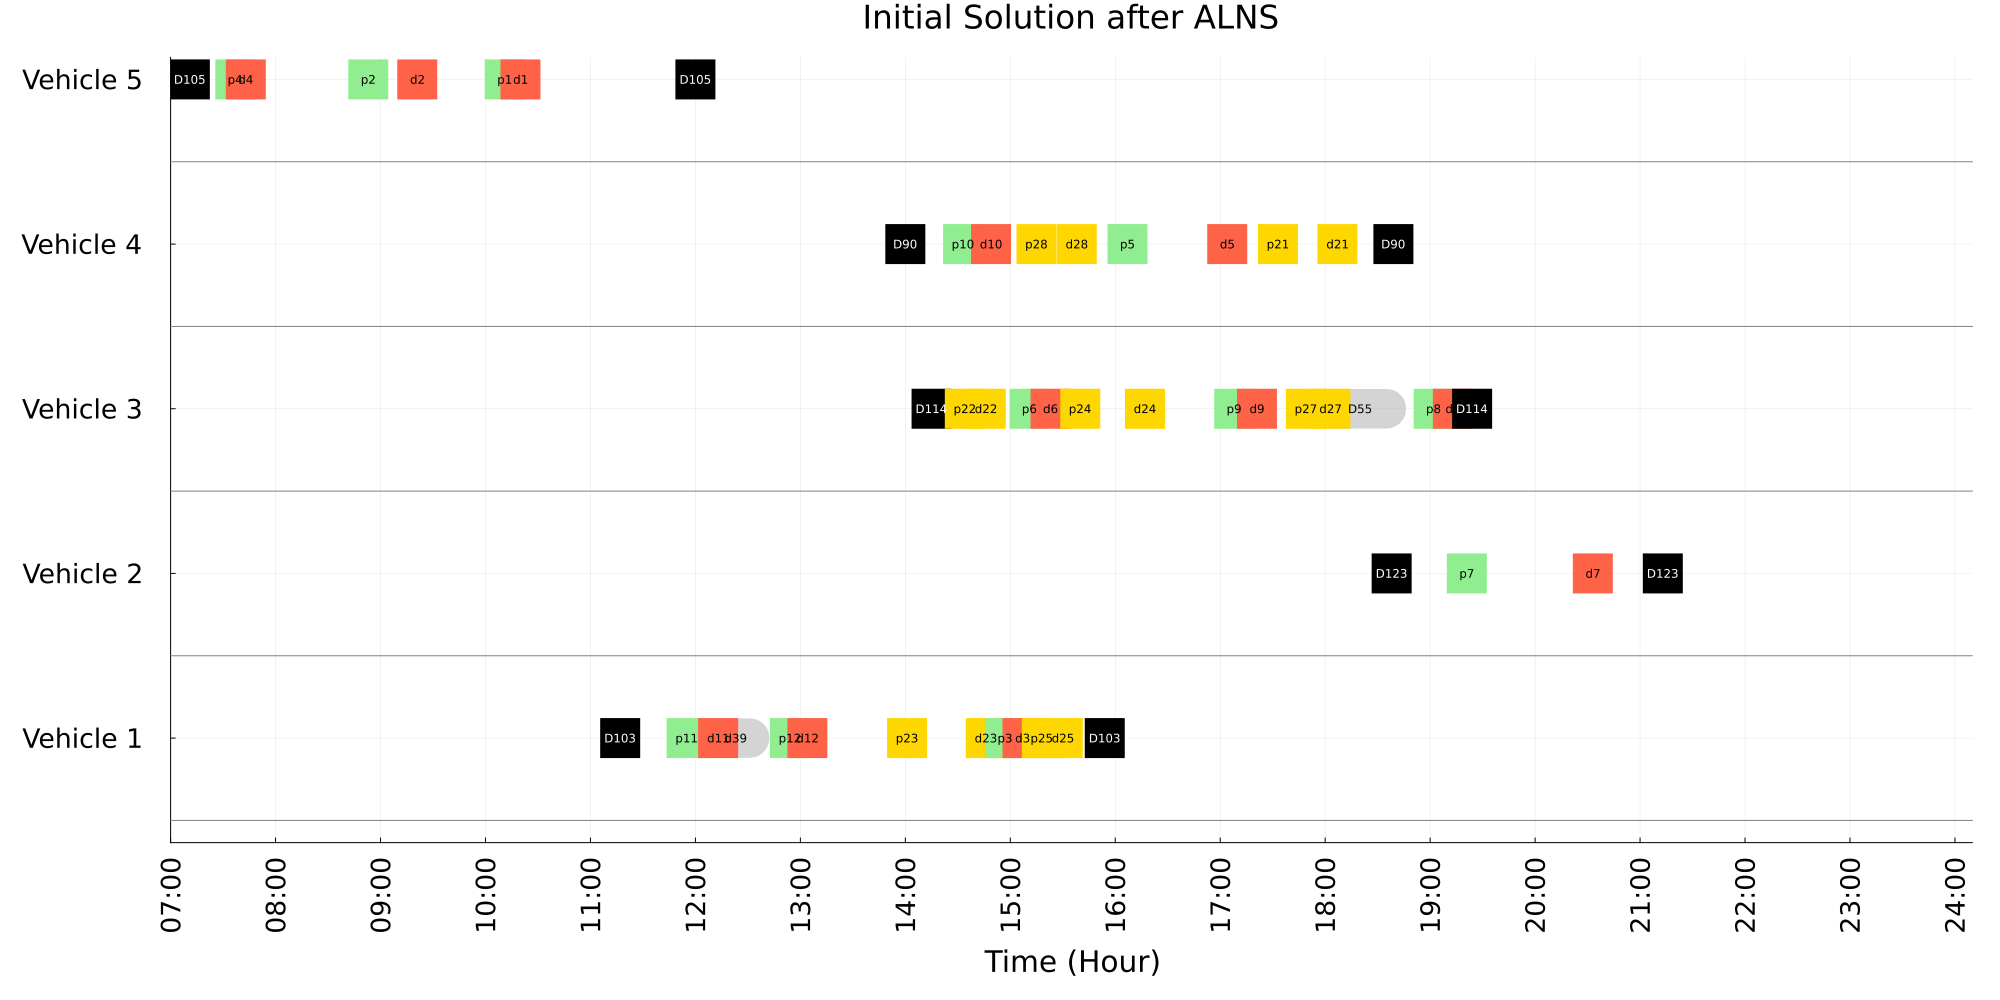 Initial Solution after ALNS
Vehicle 5 D105 p4 d4 p2 d2 p1 d1 D105
Vehicle 4 D90 p10 d10 p28 d28 p5 d5 p21 d21 D90
Vehicle 3 D114 p22 d22 p6 d6 p24 d24 p9 d9 p27 d27 D55 p8 d D114
Vehicle 2 D123 p7 d7 D123
Vehicle 1 D103 p11 d11 d39 p12 d12 p23 d23 p3 d3 p25 d25 D103
07:00 08:00 09:00 10:00 11:00 12:00 13:00 14:00 15:00 16:00 17:00 18:00 19:00 20:00 21:00 22:00 23:00 24:00
Time (Hour)